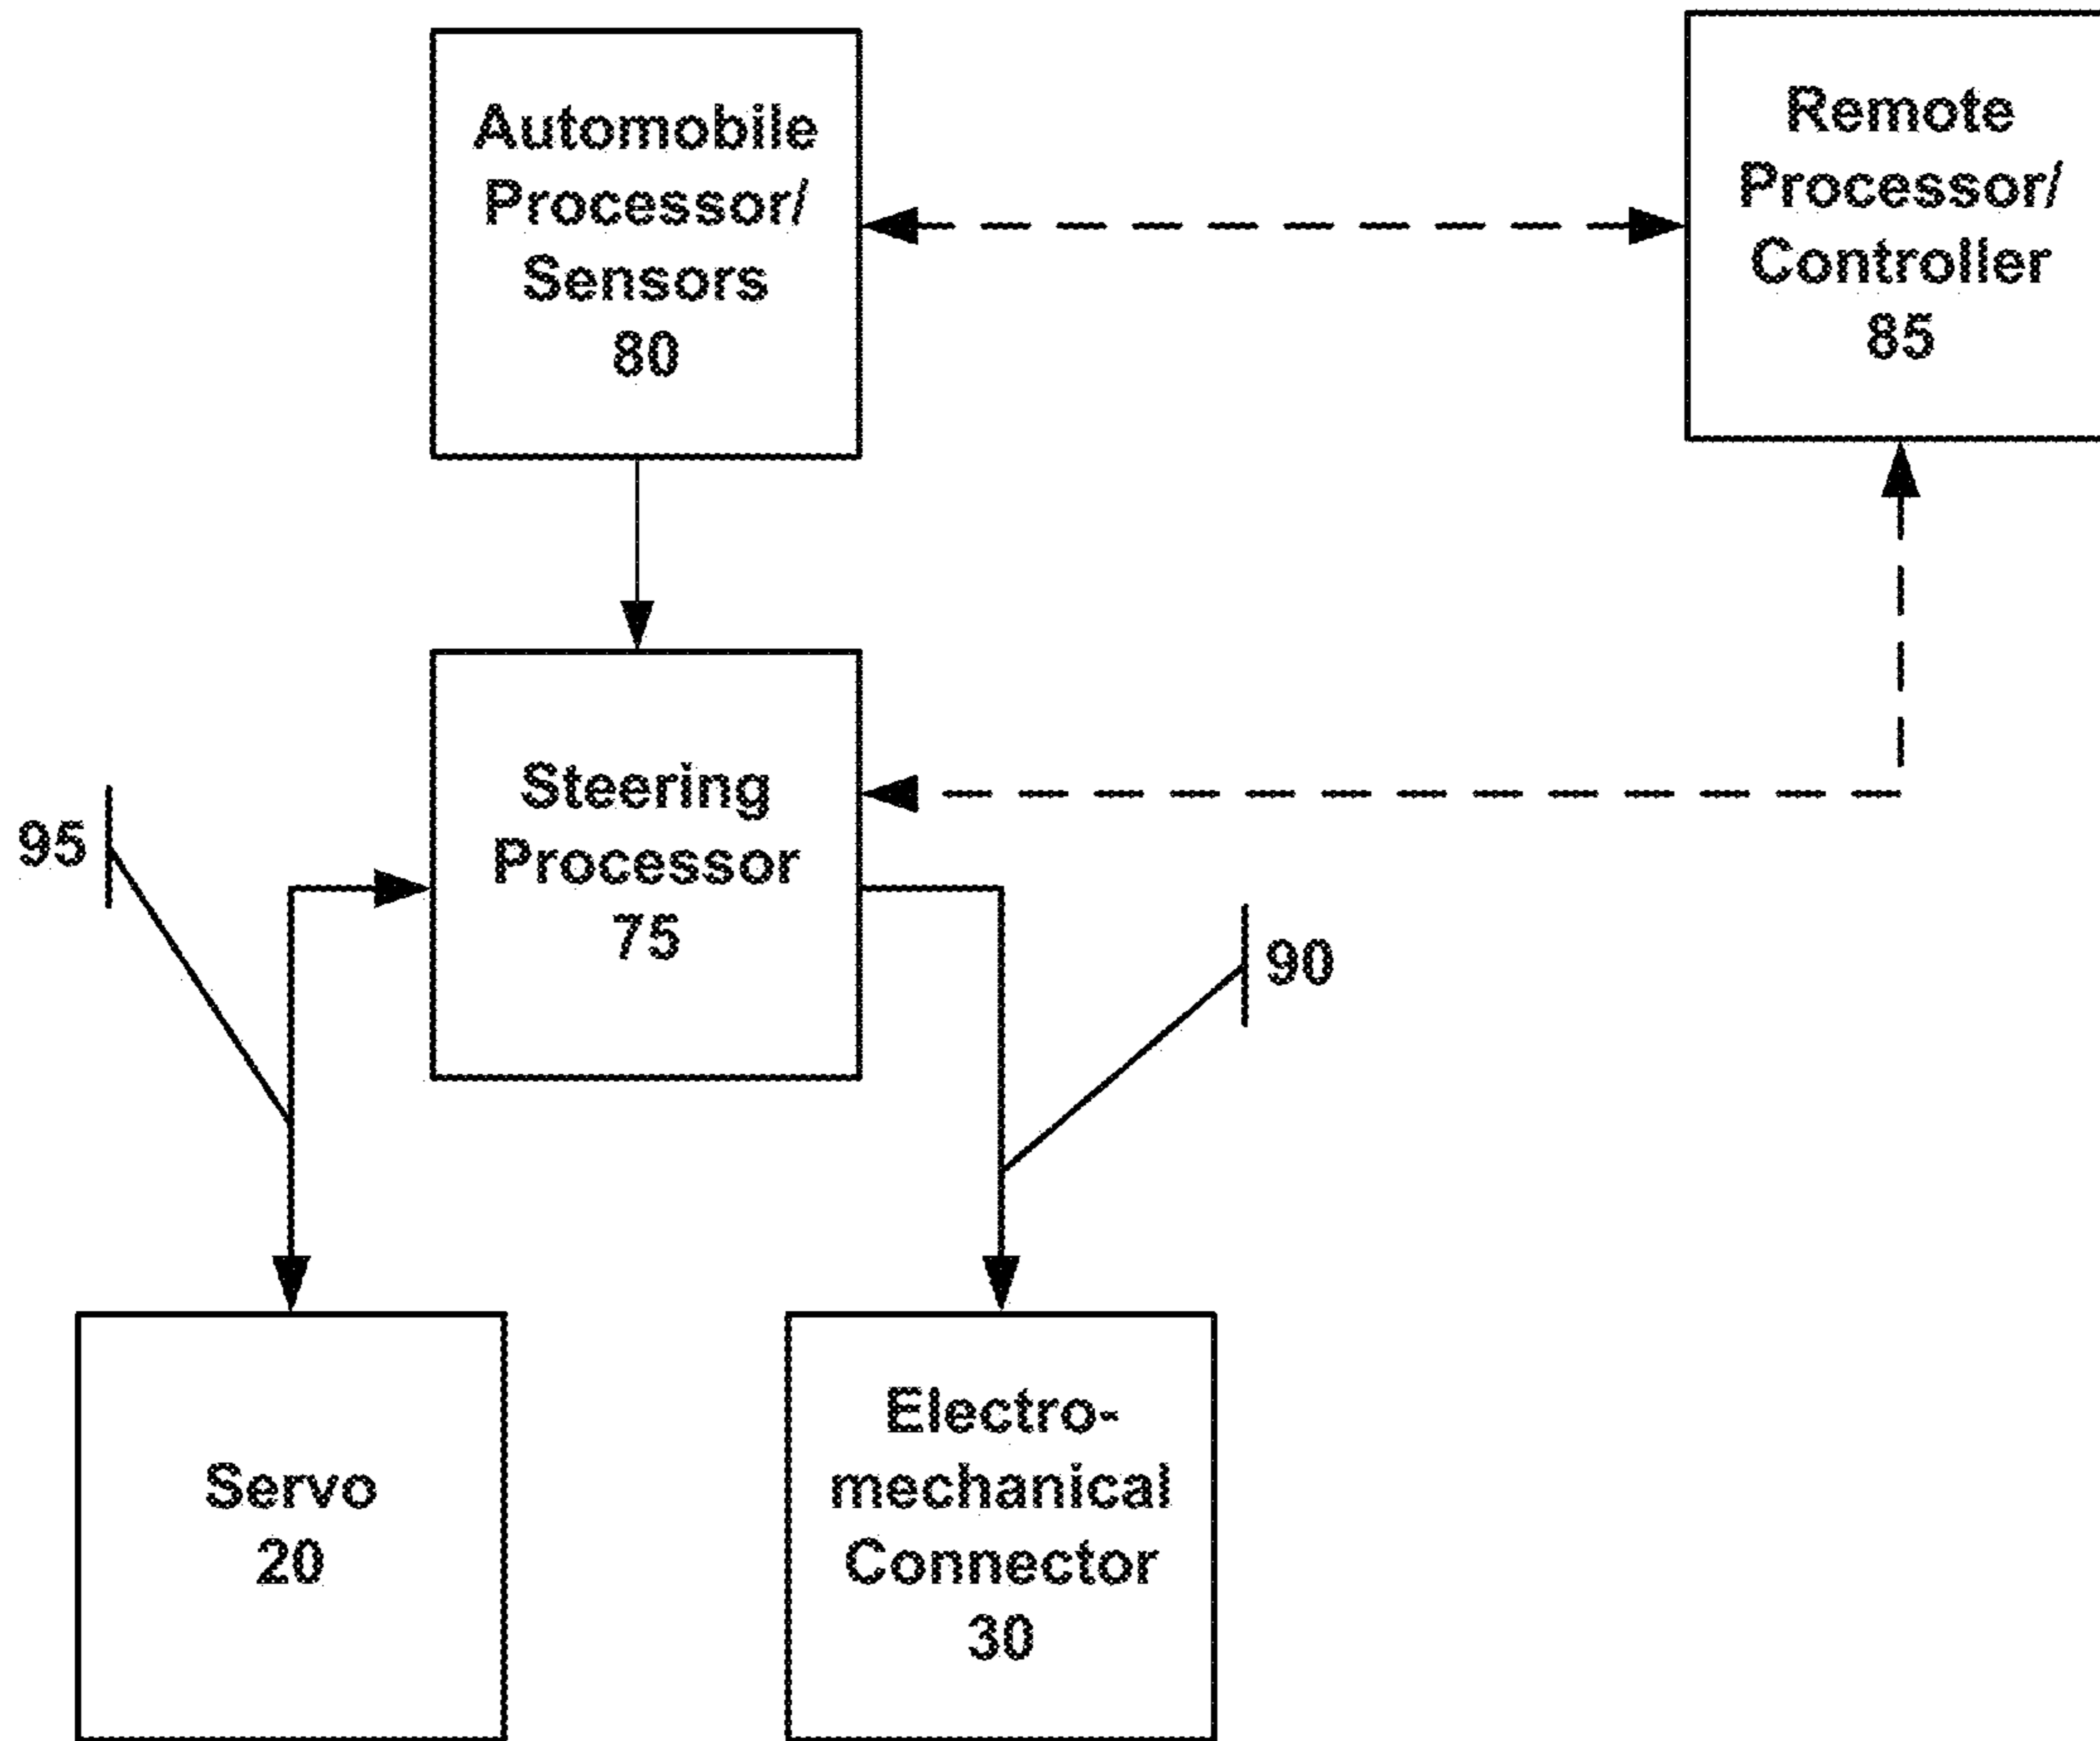 Automobile
Processor/
Sensors
80
Remote
Processor/
Controller
85
Steering
Processor
75
95
90
Servo
20
Electro-
mechanical
Connector
30